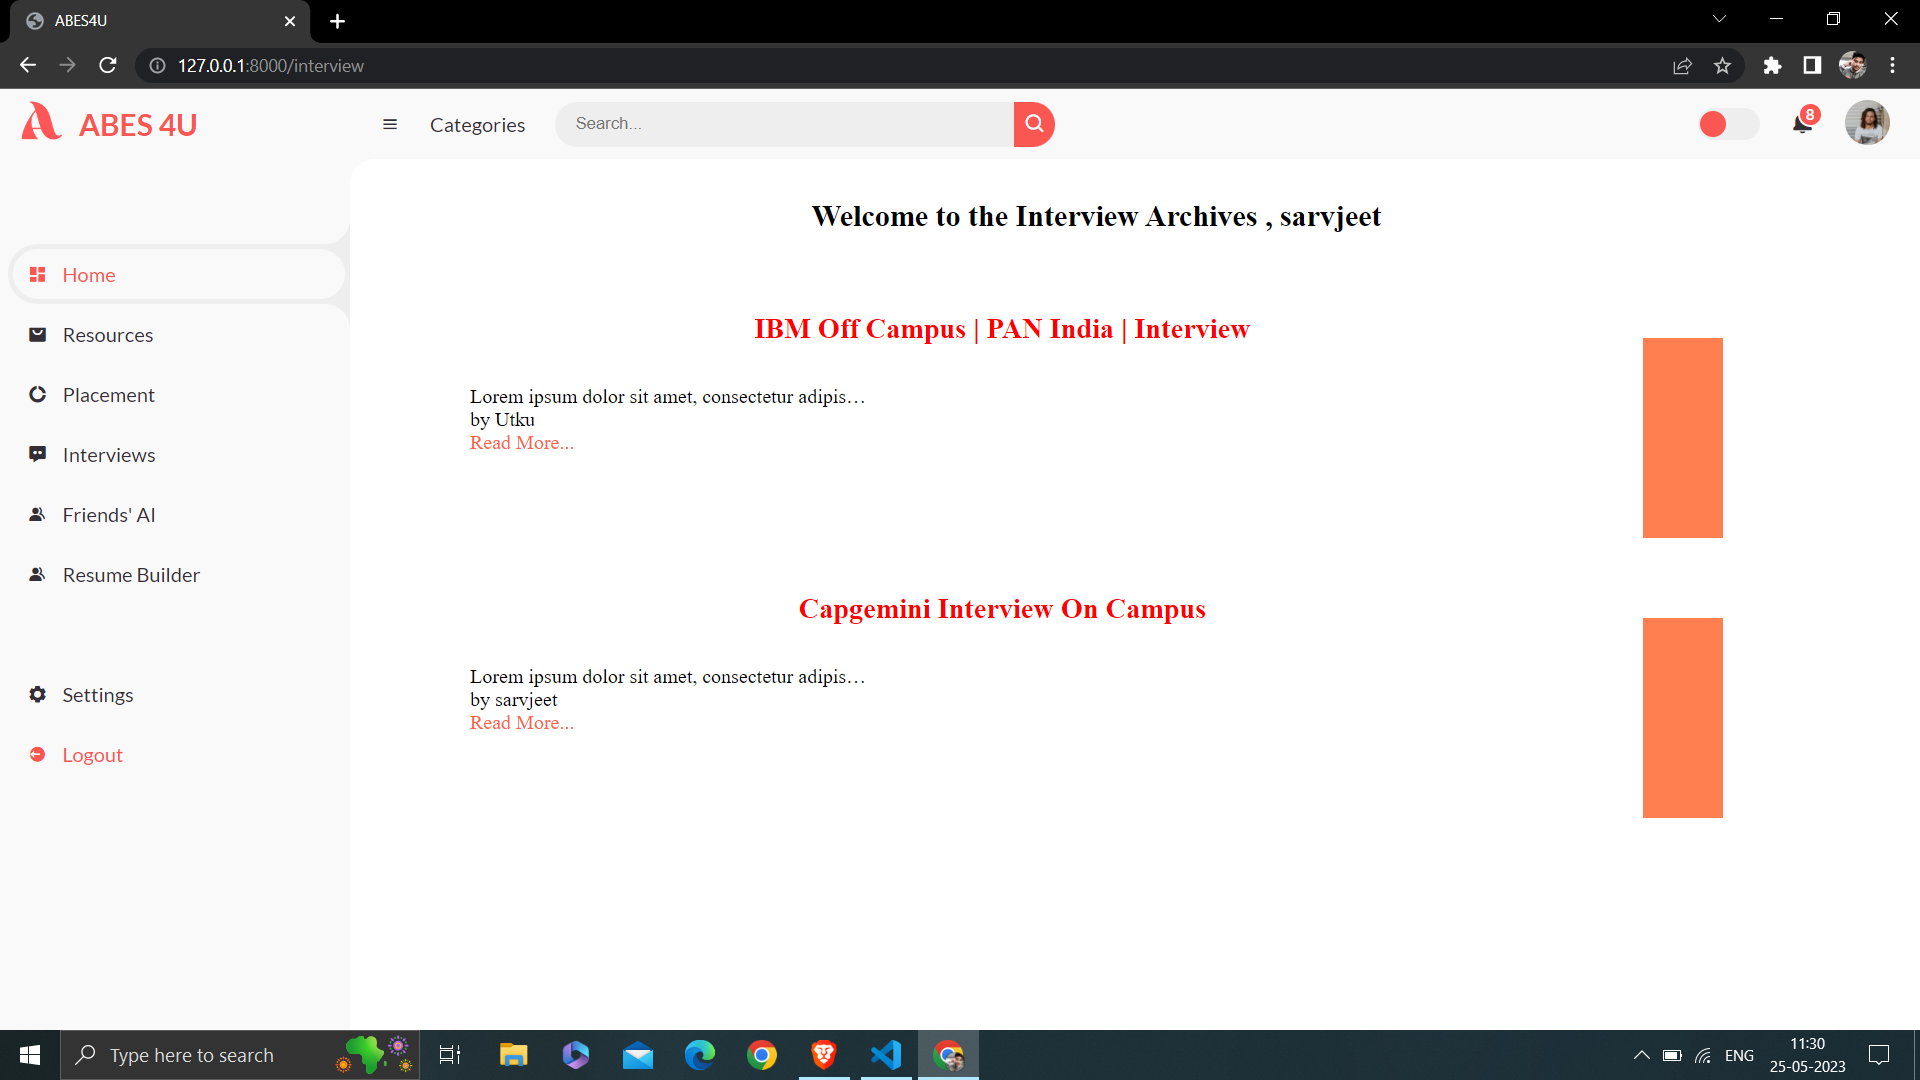 ABES4U
127.0.0.1:8000/interview
ABES 4U
Categories
Search...
8
Welcome to the Interview Archives , sarvjeet
Home
Resources
Placement
Interviews
Friends' AI
Resume Builder
Settings
Logout
IBM Off Campus | PAN India | Interview
Lorem ipsum dolor sit amet, consectetur adipis…
by Utku
Read More...
Capgemini Interview On Campus
Lorem ipsum dolor sit amet, consectetur adipis…
by sarvjeet
Read More...
Type here to search
ENG
11:30
25-05-2023